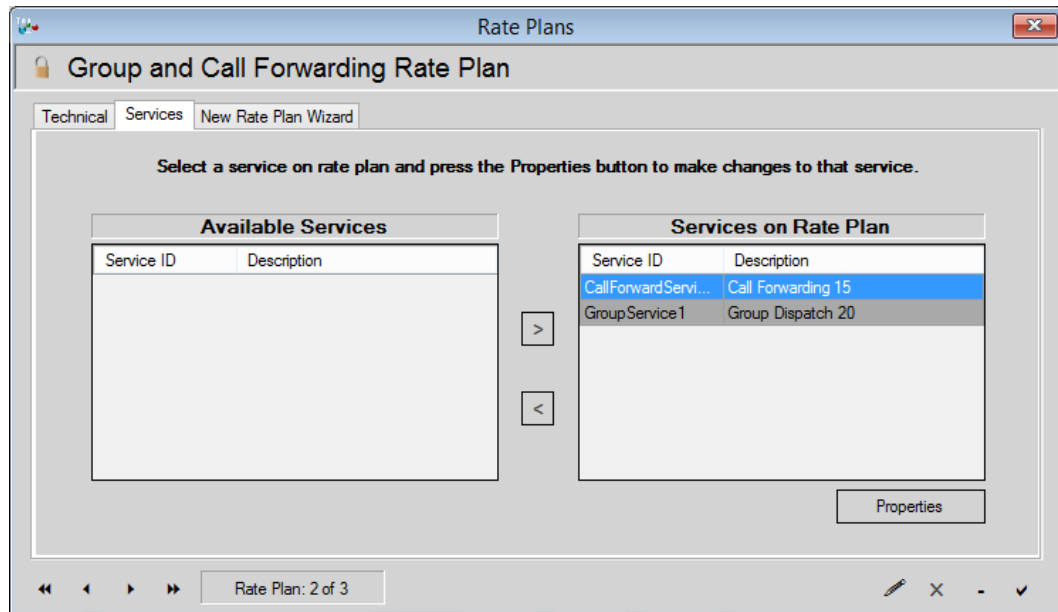 Rate Plans
Group and Call Forwarding Rate Plan
Technical Services New Rate Plan Wizard
Select a service on rate plan and press the Properties button to make changes to that service.
Available Services
Service ID Description
>
<
Services on Rate Plan
Service ID Description
CallForwardServi... Call Forwarding 15
GroupService1 Group Dispatch 20
Properties
Rate Plan: 2 of 3